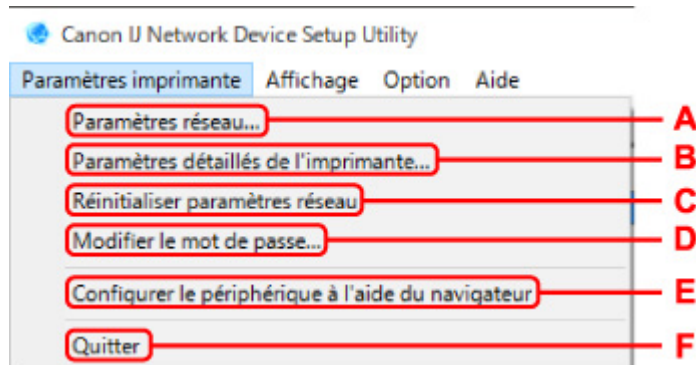 Canon IJ Network Device Setup Utility
Paramètres imprimante Affichage Option Aide
Paramètres réseau... A
Paramètres détaillés de l'imprimante... B
Réinitialiser paramètres réseau C
Modifier le mot de passe... D
Configurer le périphérique à l'aide du navigateur E
Quitter F